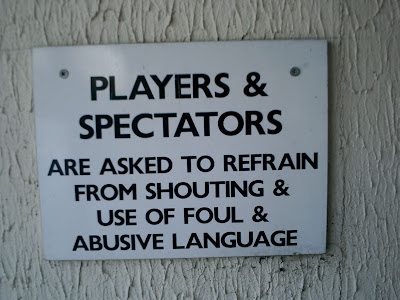 PLAYERS &
SPECTATORS
ARE ASKED TO REFRAIN
FROM SHOUTING &
USE OF FOUL &
ABUSIVE LANGUAGE